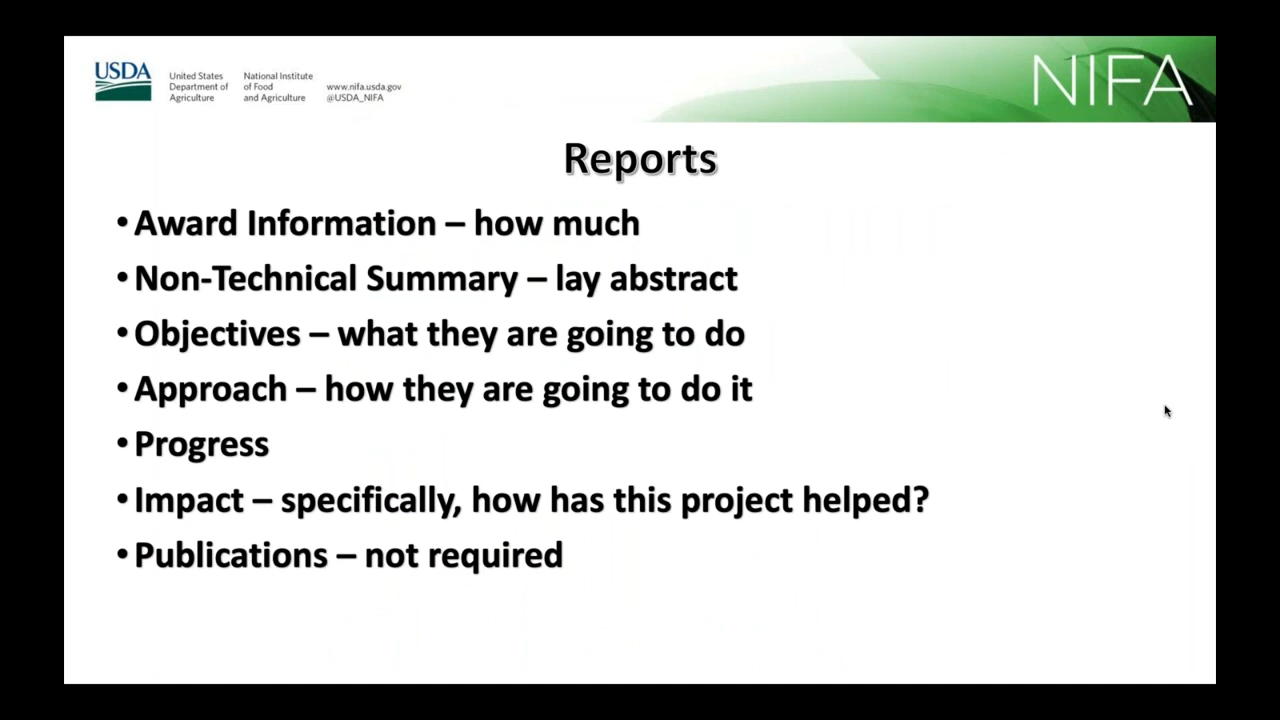 USDA
United States
Department of
Agriculture
National Institute
of Food
and Agriculture
www.nifa.usda.gov
@USDA_NIFA
NIFA
Reports
• Award Information – how much
• Non-Technical Summary – lay abstract
• Objectives – what they are going to do
• Approach – how they are going to do it
• Progress
• Impact – specifically, how has this project helped?
• Publications – not required